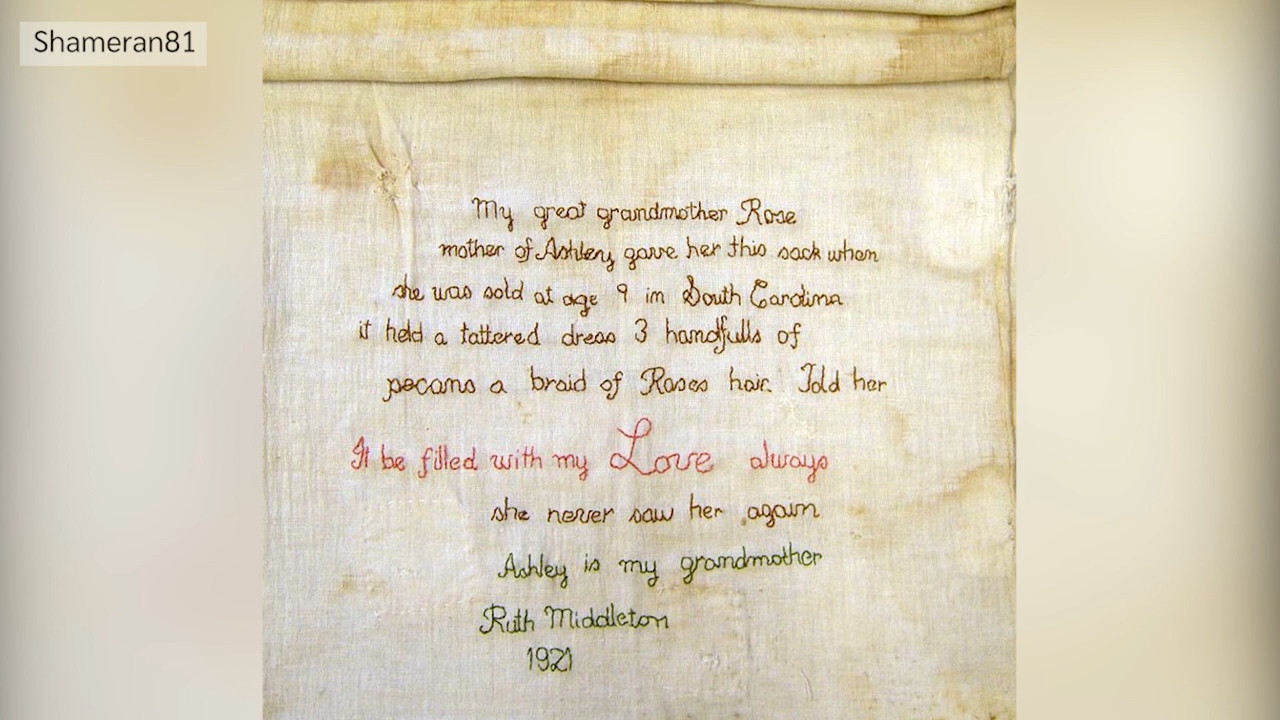 Shameran81
My great grandmother Rose
mother of Ashley gave her this sack when
she was sold at age 9 in South Carolina
it held a tattered dress 3 handfulls of
pecans a braid of Roses hair. Told her
It be filled with my Love always
she never saw her again
Ashley is my grandmother
Ruth Middleton
1921